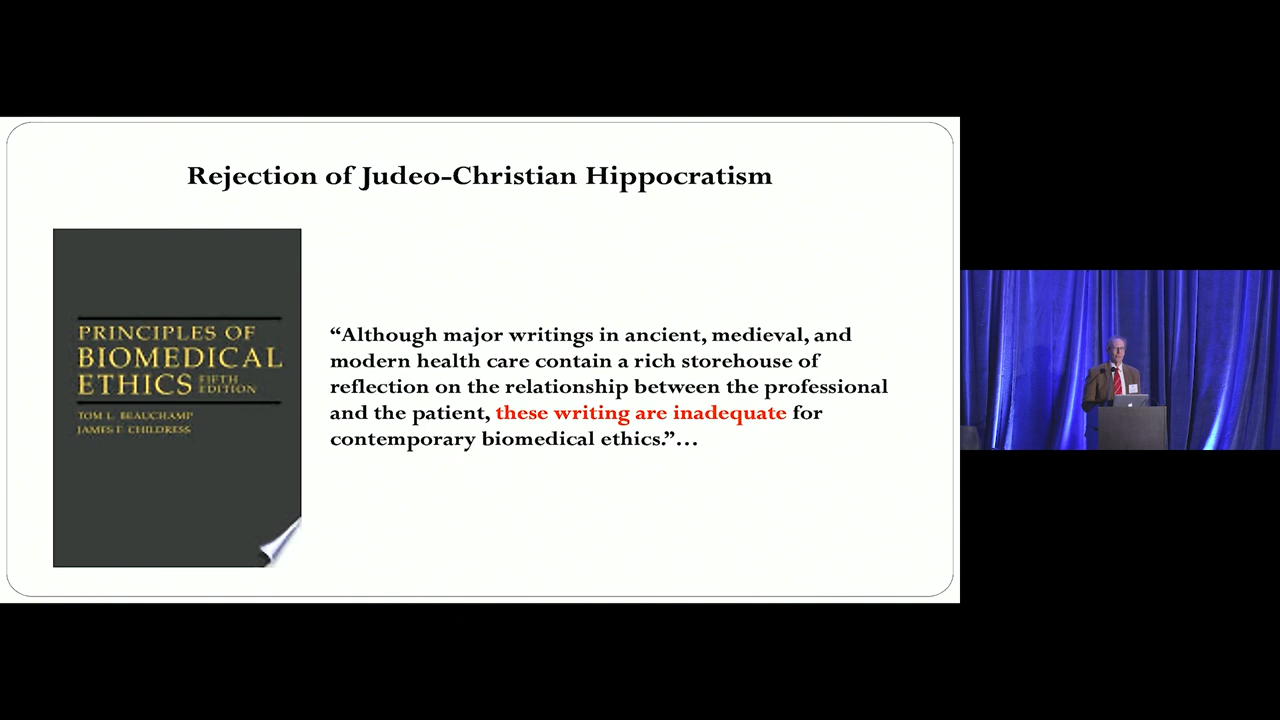 Rejection of Judeo-Christian Hippocratism
PRINCIPLES OF
BIOMEDICAL
ETHICS FIFTH EDITION
TOM L. BEAUCHAMP
JAMES F. CHILDRESS
“Although major writings in ancient, medieval, and
modern health care contain a rich storehouse of
reflection on the relationship between the professional
and the patient, these writing are inadequate for
contemporary biomedical ethics.”…